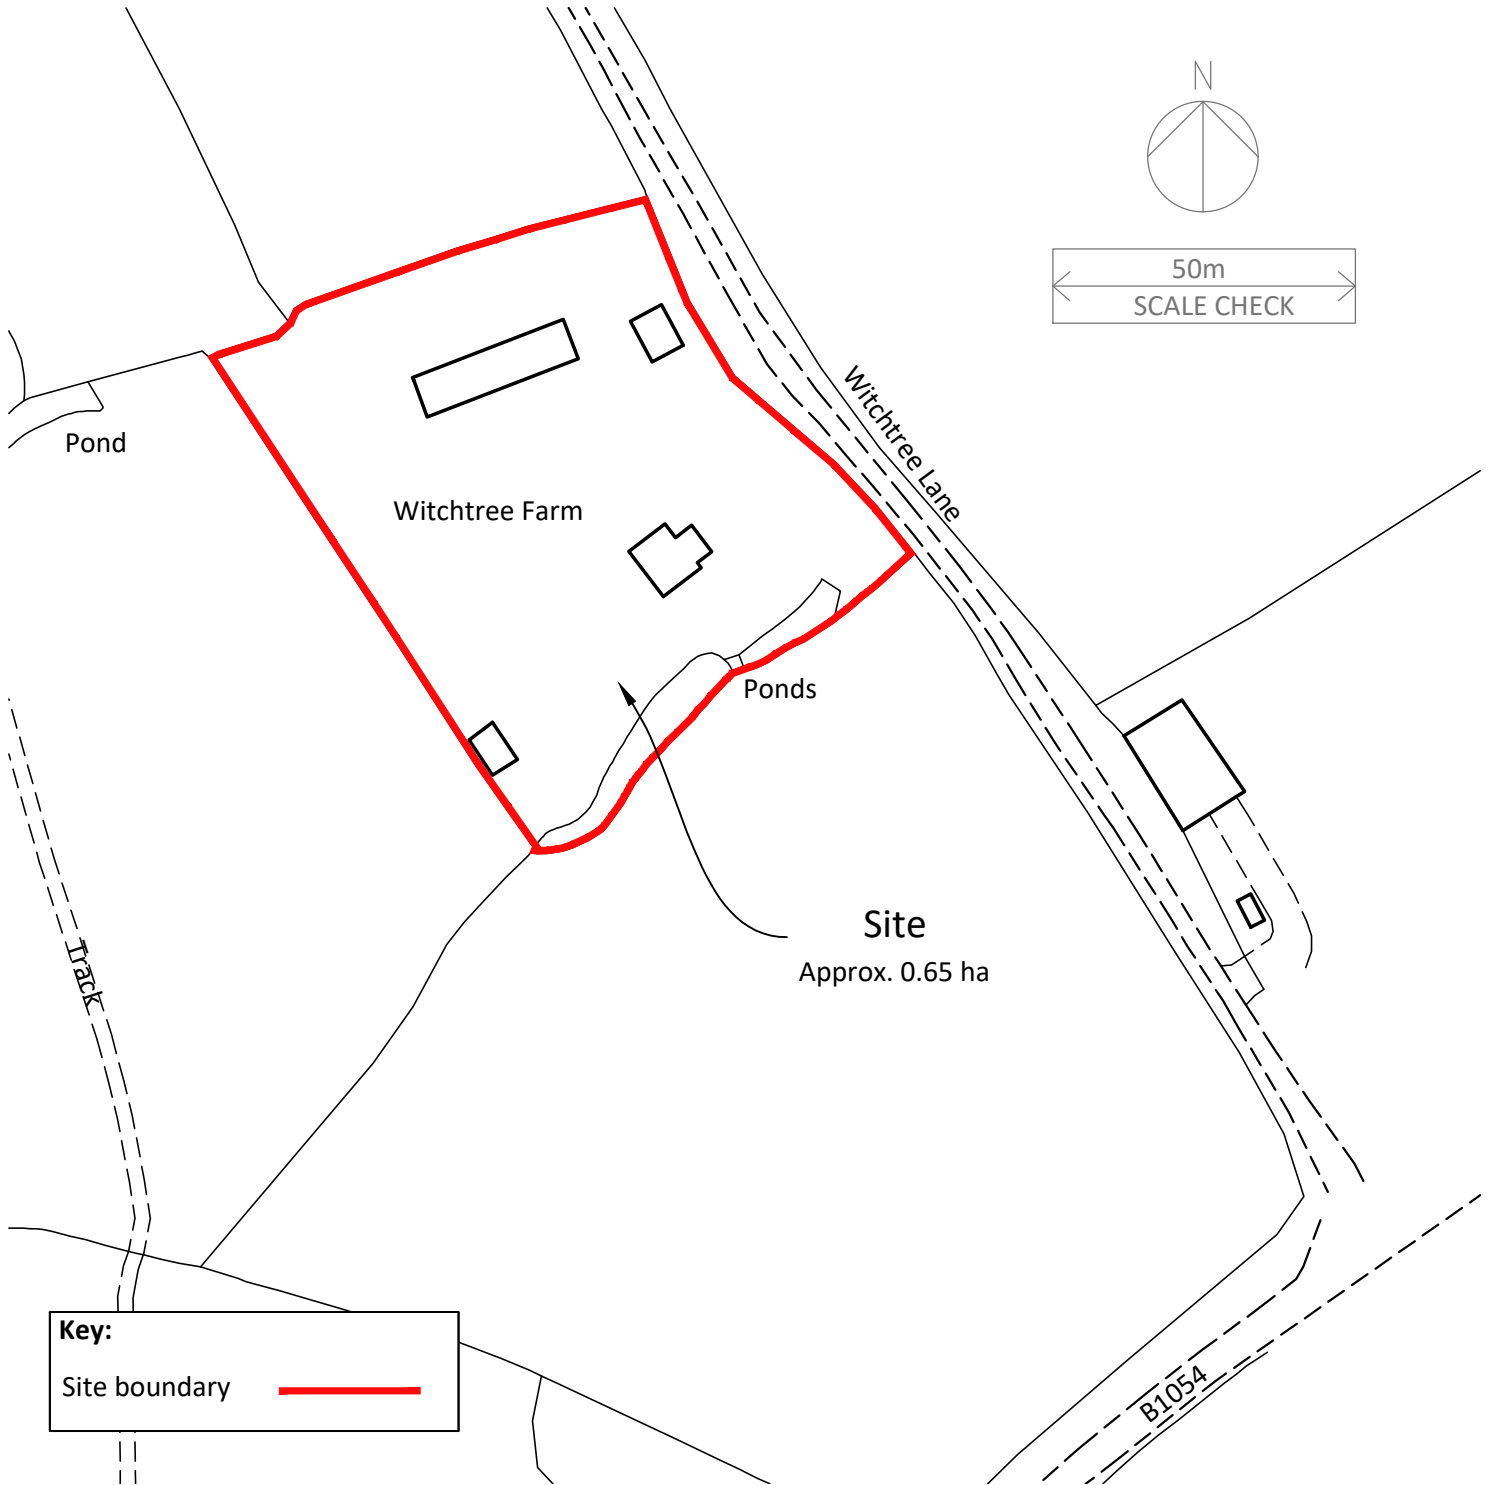 N
50m
SCALE CHECK
Witchtree Lane
Pond
Witchtree Farm
Ponds
Site
Approx. 0.65 ha
Track
Key:
Site boundary
B1054